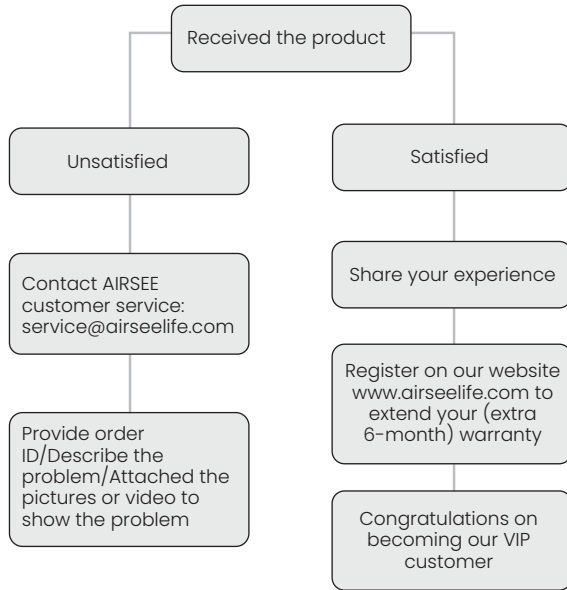 Received the product
Unsatisfied
Contact AIRSEE
customer service:
service@airseelife.com
Provide order
ID/Describe the
problem/Attached the
pictures or video to
show the problem
Satisfied
Share your experience
Register on our website
www.airseelife.com to
extend your (extra
6-month) warranty
Congratulations on
becoming our VIP
customer